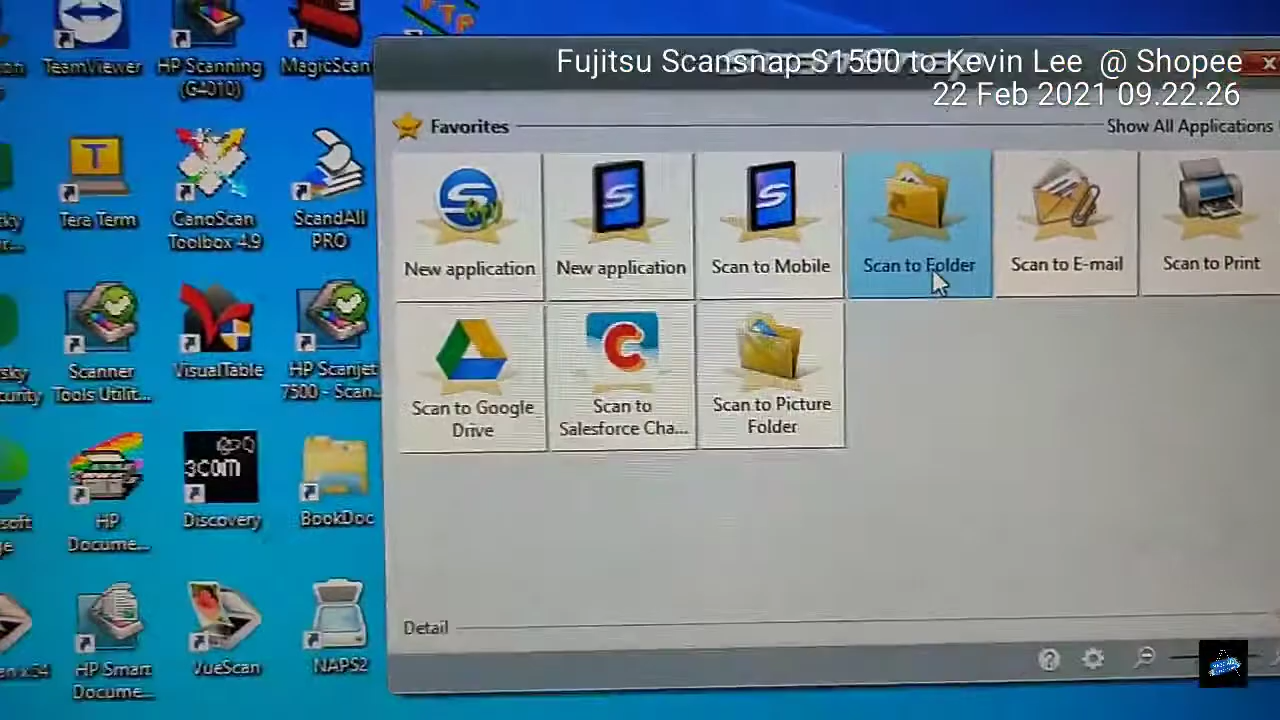 Fujitsu Scansnap S1500 to Kevin Lee @ Shopee
22 Feb 2021 09.22.26
TeamViewer
HP Scanning
(G4010)
MagicScan
FTP
Favorites
Show All Applications
Tera Term
CanoScan
Toolbox 4.9
ScandAll
PRO
New application
New application
Scan to Mobile
Scan to Folder
Scan to E-mail
Scan to Print
Scanner
Tools Utilit...
VisualTable
HP Scanjet
7500 - Scan...
Scan to Google
Drive
Scan to
Salesforce Cha...
Scan to Picture
Folder
HP
Docume...
3com
Discovery
BookDoc
HP Smart
Docume...
VueScan
NAPS2
Detail